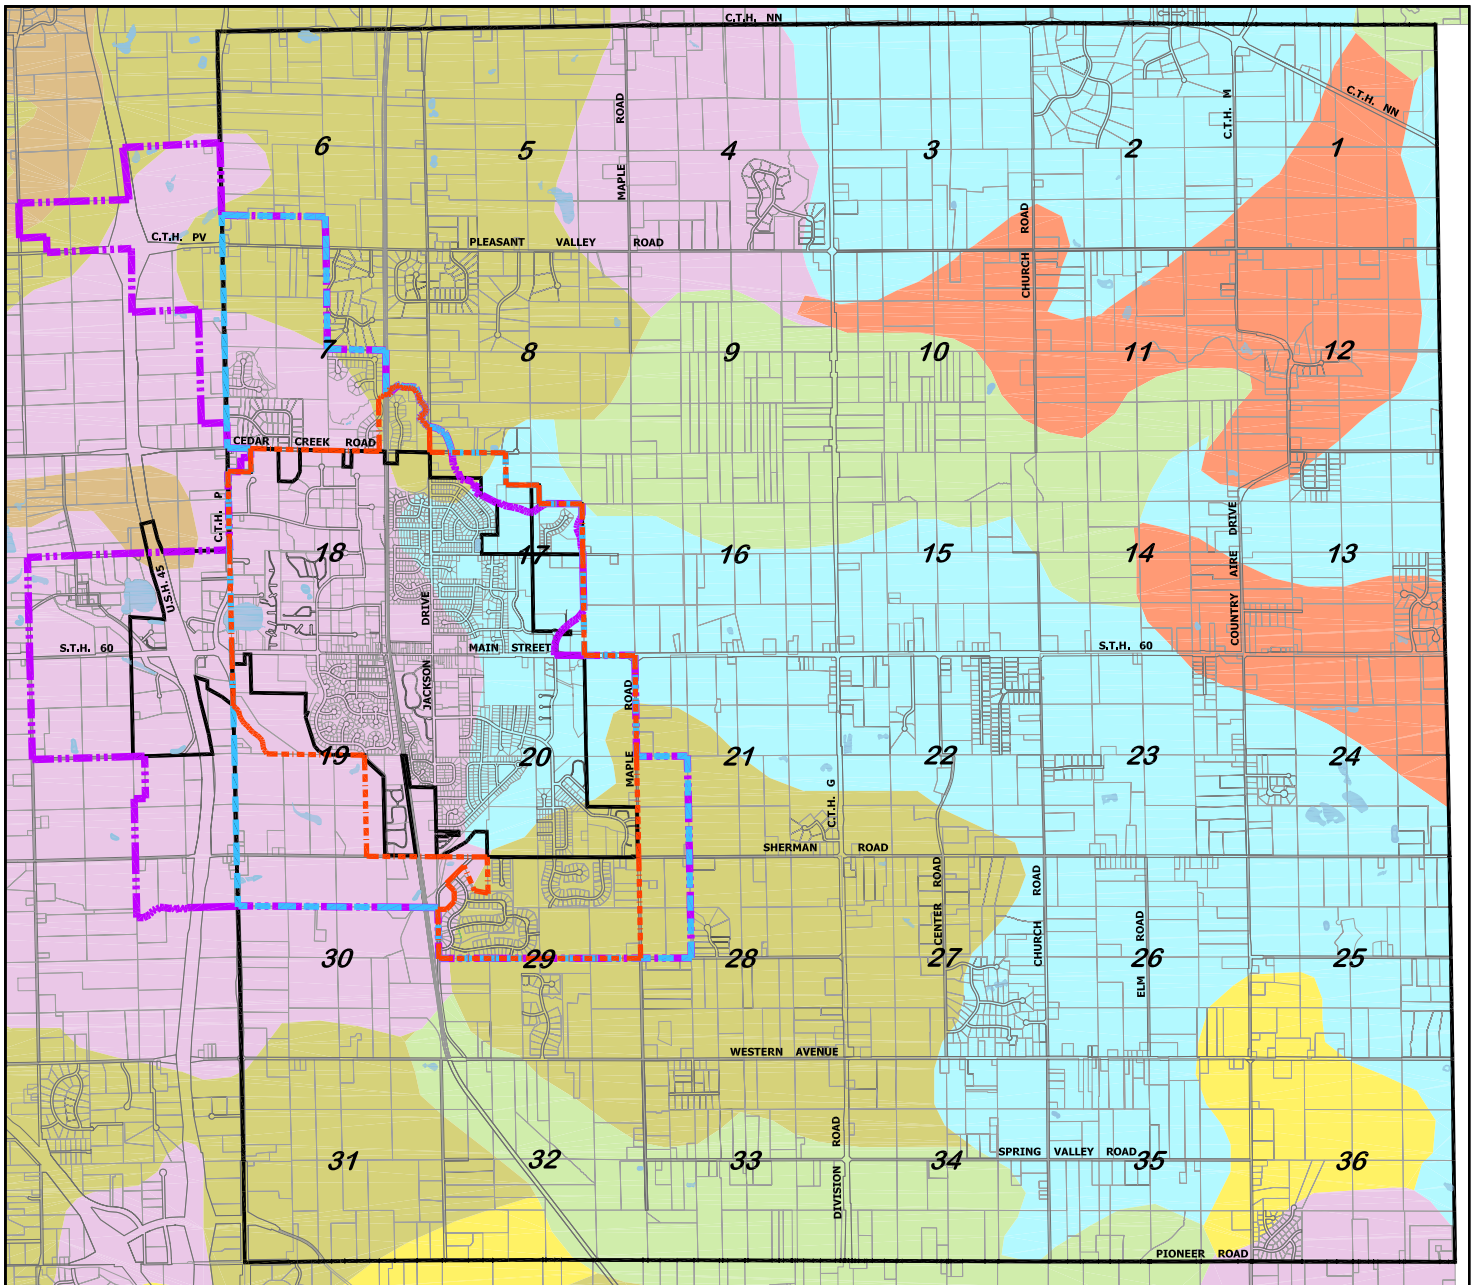 C.T.H. NN
C.T.H. NN
C.T.H. M
MAPLE ROAD
6
5
4
3
2
1
CHURCH ROAD
C.T.H. PV
PLEASANT VALLEY ROAD
7
8
9
10
11
12
CEDAR CREEK ROAD
C.T.H. P
U.S.H. 45
18
17
16
15
14
13
COUNTRY AIRE DRIVE
JACKSON DRIVE
S.T.H. 60
MAIN STREET
S.T.H. 60
MAPLE ROAD
19
20
21
22
23
24
C.T.H. G
SHERMAN ROAD
CENTER ROAD
CHURCH ROAD
ELM ROAD
30
29
28
27
26
25
WESTERN AVENUE
DIVISION ROAD
SPRING VALLEY ROAD
31
32
33
34
35
36
PIONEER ROAD